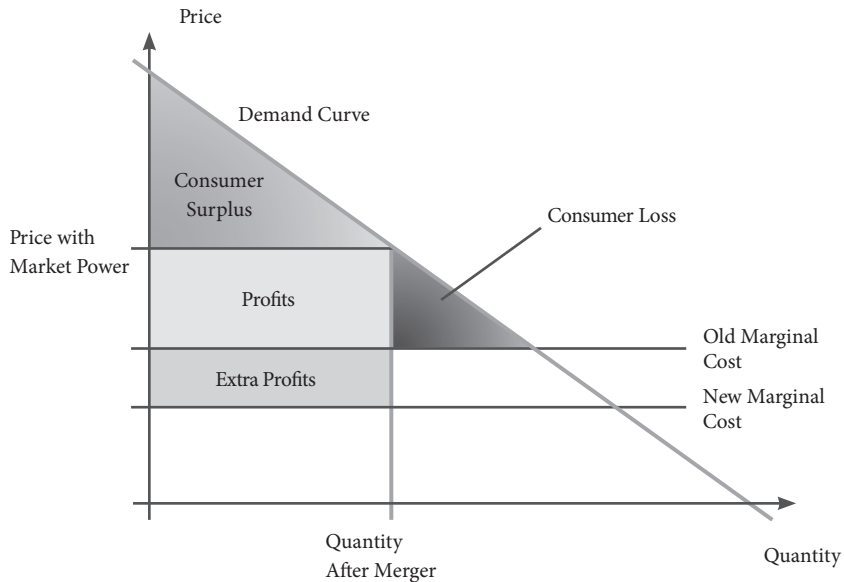 Price
Demand Curve
Consumer
Surplus
Consumer Loss
Price with
Market Power
Profits
Old Marginal
Cost
Extra Profits
New Marginal
Cost
Quantity
After Merger
Quantity